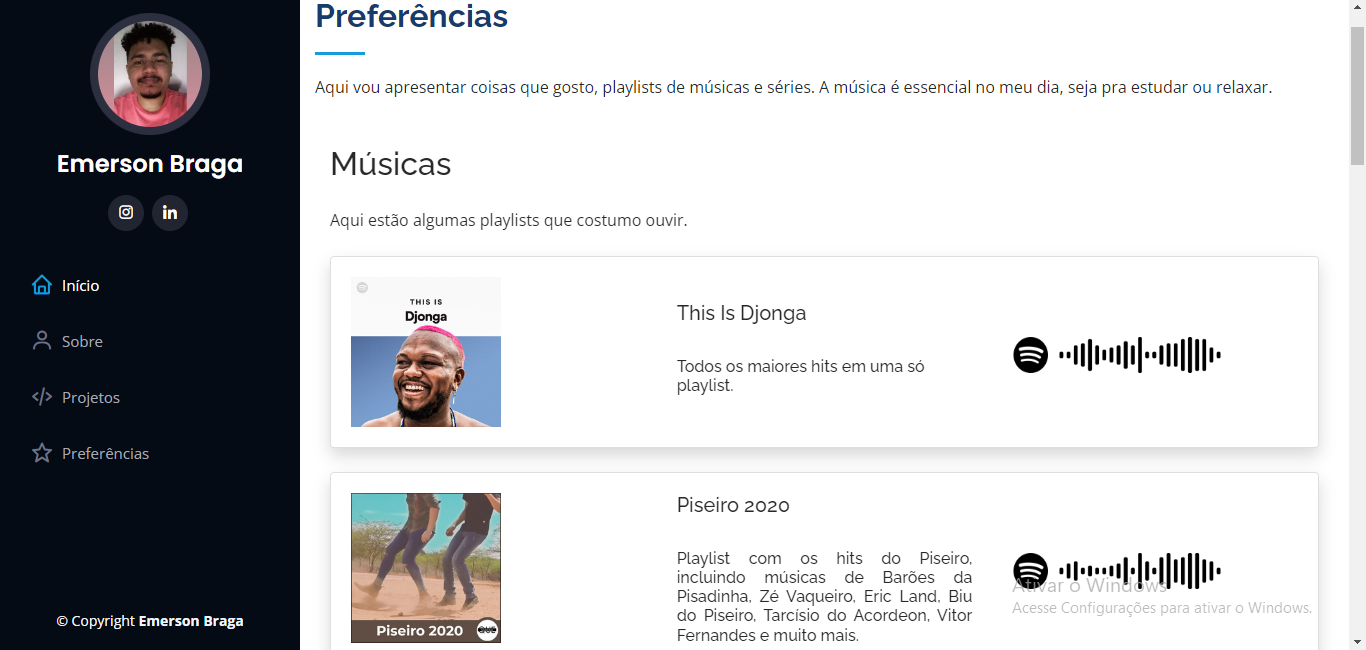 Emerson Braga
Início
Sobre
Projetos
Preferências
© Copyright Emerson Braga
Preferências
Aqui vou apresentar coisas que gosto, playlists de músicas e séries. A música é essencial no meu dia, seja pra estudar ou relaxar.
Músicas
Aqui estão algumas playlists que costumo ouvir.
THIS IS
Djonga
This Is Djonga
Todos os maiores hits em uma só
playlist.
Piseiro 2020
Piseiro 2020
Playlist com os hits do Piseiro,
incluindo músicas de Barões da
Pisadinha, Zé Vaqueiro, Eric Land, Biu
do Piseiro, Tarcísio do Acordeon, Vitor
Fernandes e muito mais.
Ativar o Windows
Acesse Configurações para ativar o Windows.